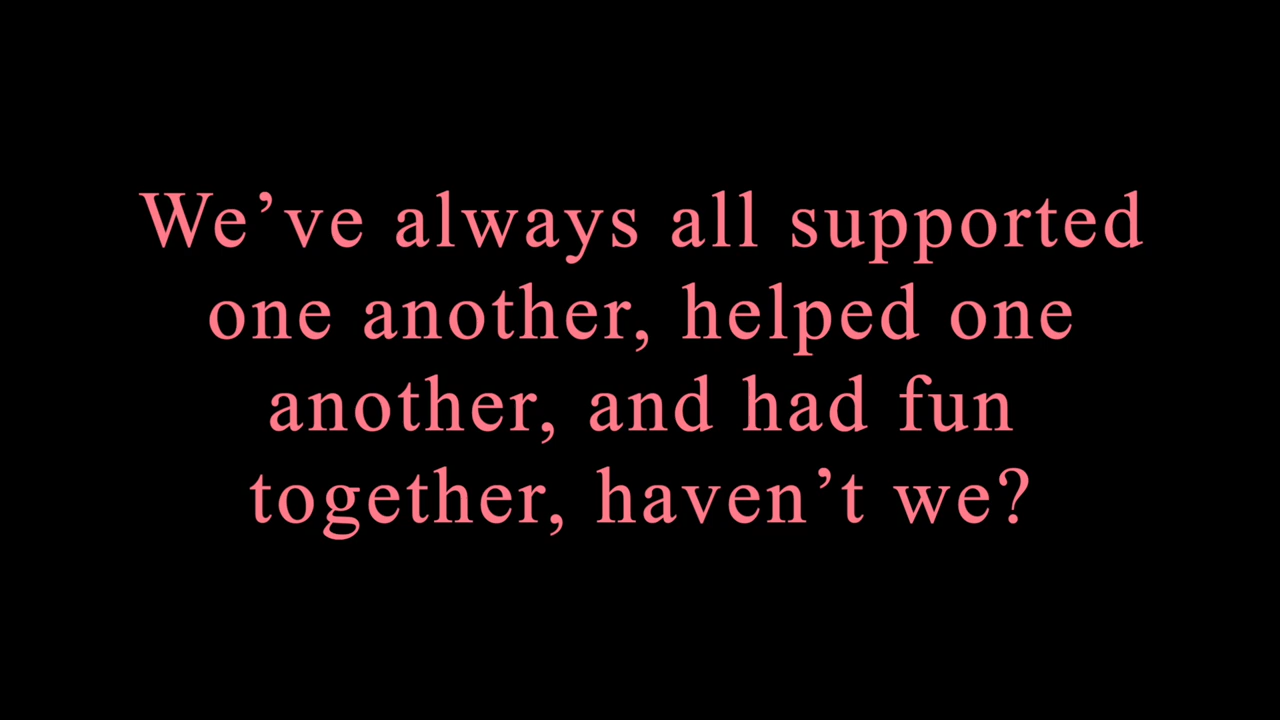 We’ve always all supported
one another, helped one
another, and had fun
together, haven’t we?